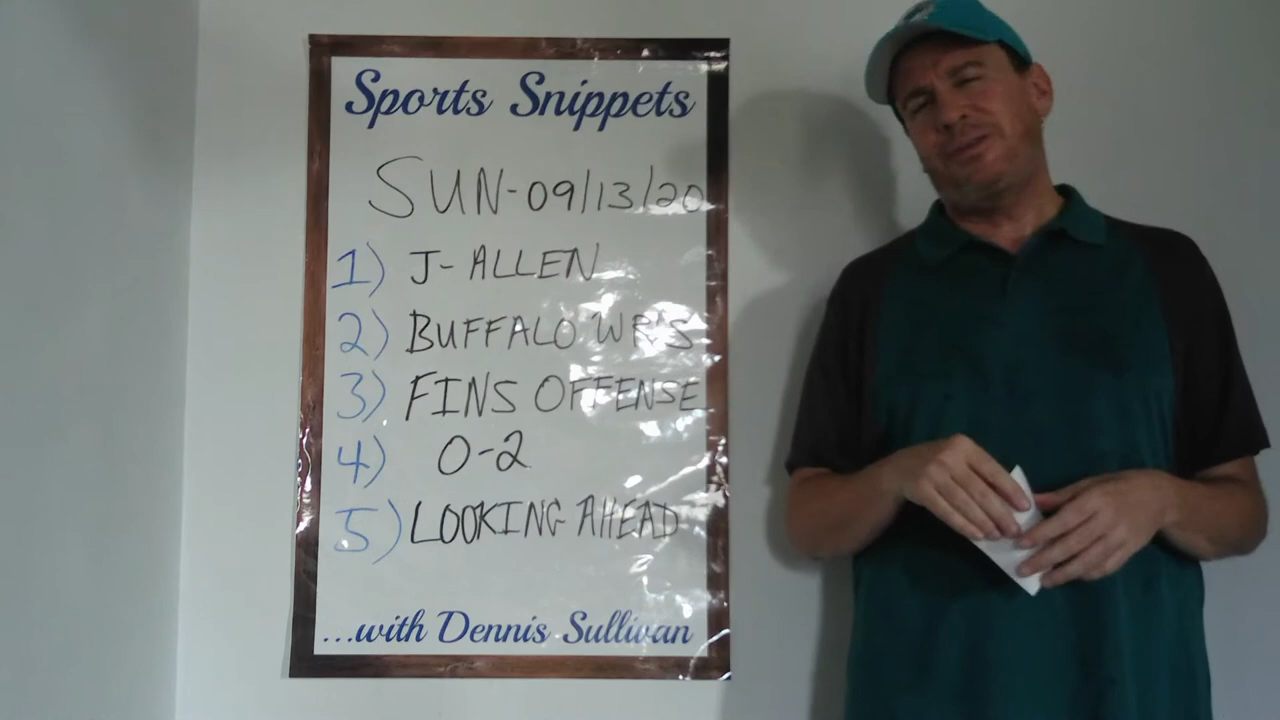 Sports Snippets
SUN-09/13/20
1) J-ALLEN
2) BUFFALO WR'S
3) FINS OFFENSE
4) 0-2
5) LOOKING AHEAD
...with Dennis Sullivan